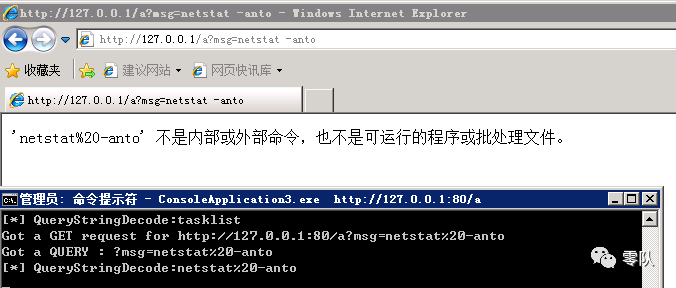 http://127.0.0.1/a?msg=netstat -anto - Windows Internet Explorer
http://127.0.0.1/a?msg=netstat -anto
收藏夹 建议网站 网页快讯库
http://127.0.0.1/a?msg=netstat -anto
'netstat%20-anto' 不是内部或外部命令，也不是可运行的程序或批处理文件。
管理员: 命令提示符 - ConsoleApplication3.exe http://127.0.0.1:80/a
[*] QueryStringDecode:tasklist
Got a GET request for http://127.0.0.1:80/a?msg=netstat%20-anto
Got a QUERY : ?msg=netstat%20-anto
[*] QueryStringDecode:netstat%20-anto
零队